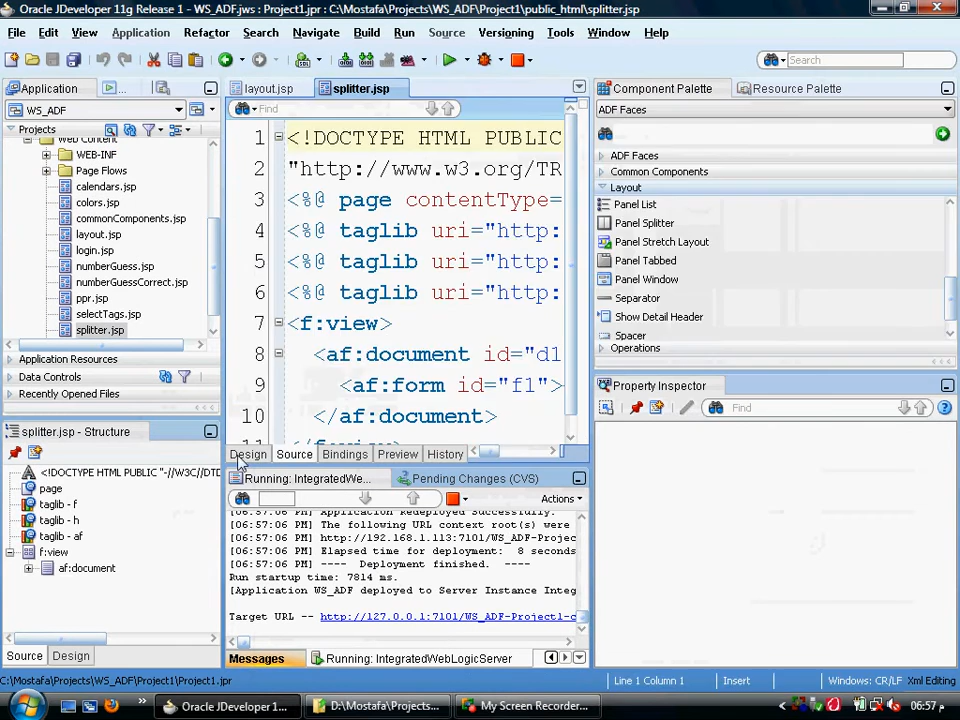 Oracle JDeveloper 11g Release 1 - WS_ADF.jws : Project1.jpr : C:\Mostafa\Projects\WS_ADF\Project1\public_html\splitter.jsp
File Edit View Application Refactor Search Navigate Build Run Source Versioning Tools Window Help
Search
Application
WS_ADF
Projects
Web Content
WEB-INF
Page Flows
calendars.jsp
colors.jsp
commonComponents.jsp
layout.jsp
login.jsp
numberGuess.jsp
numberGuessCorrect.jsp
ppr.jsp
selectTags.jsp
splitter.jsp
Application Resources
Data Controls
Recently Opened Files
splitter.jsp - Structure
<!DOCTYPE HTML PUBLIC "-//W3C//DTD
page
taglib - f
taglib - h
taglib - af
f:view
af:document
Source Design
layout.jsp splitter.jsp
Find
1 <!DOCTYPE HTML PUBLIC
2 "http://www.w3.org/TR
3 <%@ page contentType=
4 <%@ taglib uri="http:
5 <%@ taglib uri="http:
6 <%@ taglib uri="http:
7 <f:view>
8 <af:document id="d1
9 <af:form id="f1">
10 </af:document>
11 </f:view>
Design Source Bindings Preview History
Running: IntegratedWe... Pending Changes (CVS)
Actions
[06:57:06 PM] Application Redeployed Successfully.
[06:57:06 PM] The following URL context root(s) were
[06:57:06 PM] http://192.168.1.113:7101/WS_ADF-Projec
[06:57:06 PM] Elapsed time for deployment: 8 seconds
[06:57:06 PM] ---- Deployment finished. ----
Run startup time: 7814 ms.
[Application WS_ADF deployed to Server Instance Integ
Target URL -- http://127.0.0.1:7101/WS_ADF-Project1-c
Messages Running: IntegratedWebLogicServer
Component Palette Resource Palette
ADF Faces
ADF Faces
Common Components
Layout
Panel List
Panel Splitter
Panel Stretch Layout
Panel Tabbed
Panel Window
Separator
Show Detail Header
Spacer
Operations
Property Inspector
Find
C:\Mostafa\Projects\WS_ADF\Project1\Project1.jpr
Line 1 Column 1 Insert Windows: CR/LF Xml Editing
Oracle JDeveloper 1... D:\Mostafa\Projects... My Screen Recorder... 06:57 م